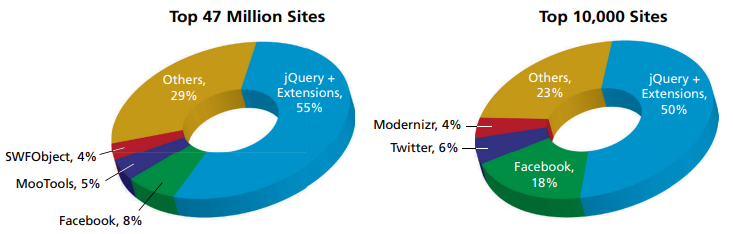 Top 47 Million Sites
Others,
29%
jQuery +
Extensions,
55%
SWFObject, 4%
MooTools, 5%
Facebook, 8%
Top 10,000 Sites
Others,
23%
jQuery +
Extensions,
50%
Modernizr, 4%
Twitter, 6%
Facebook,
18%